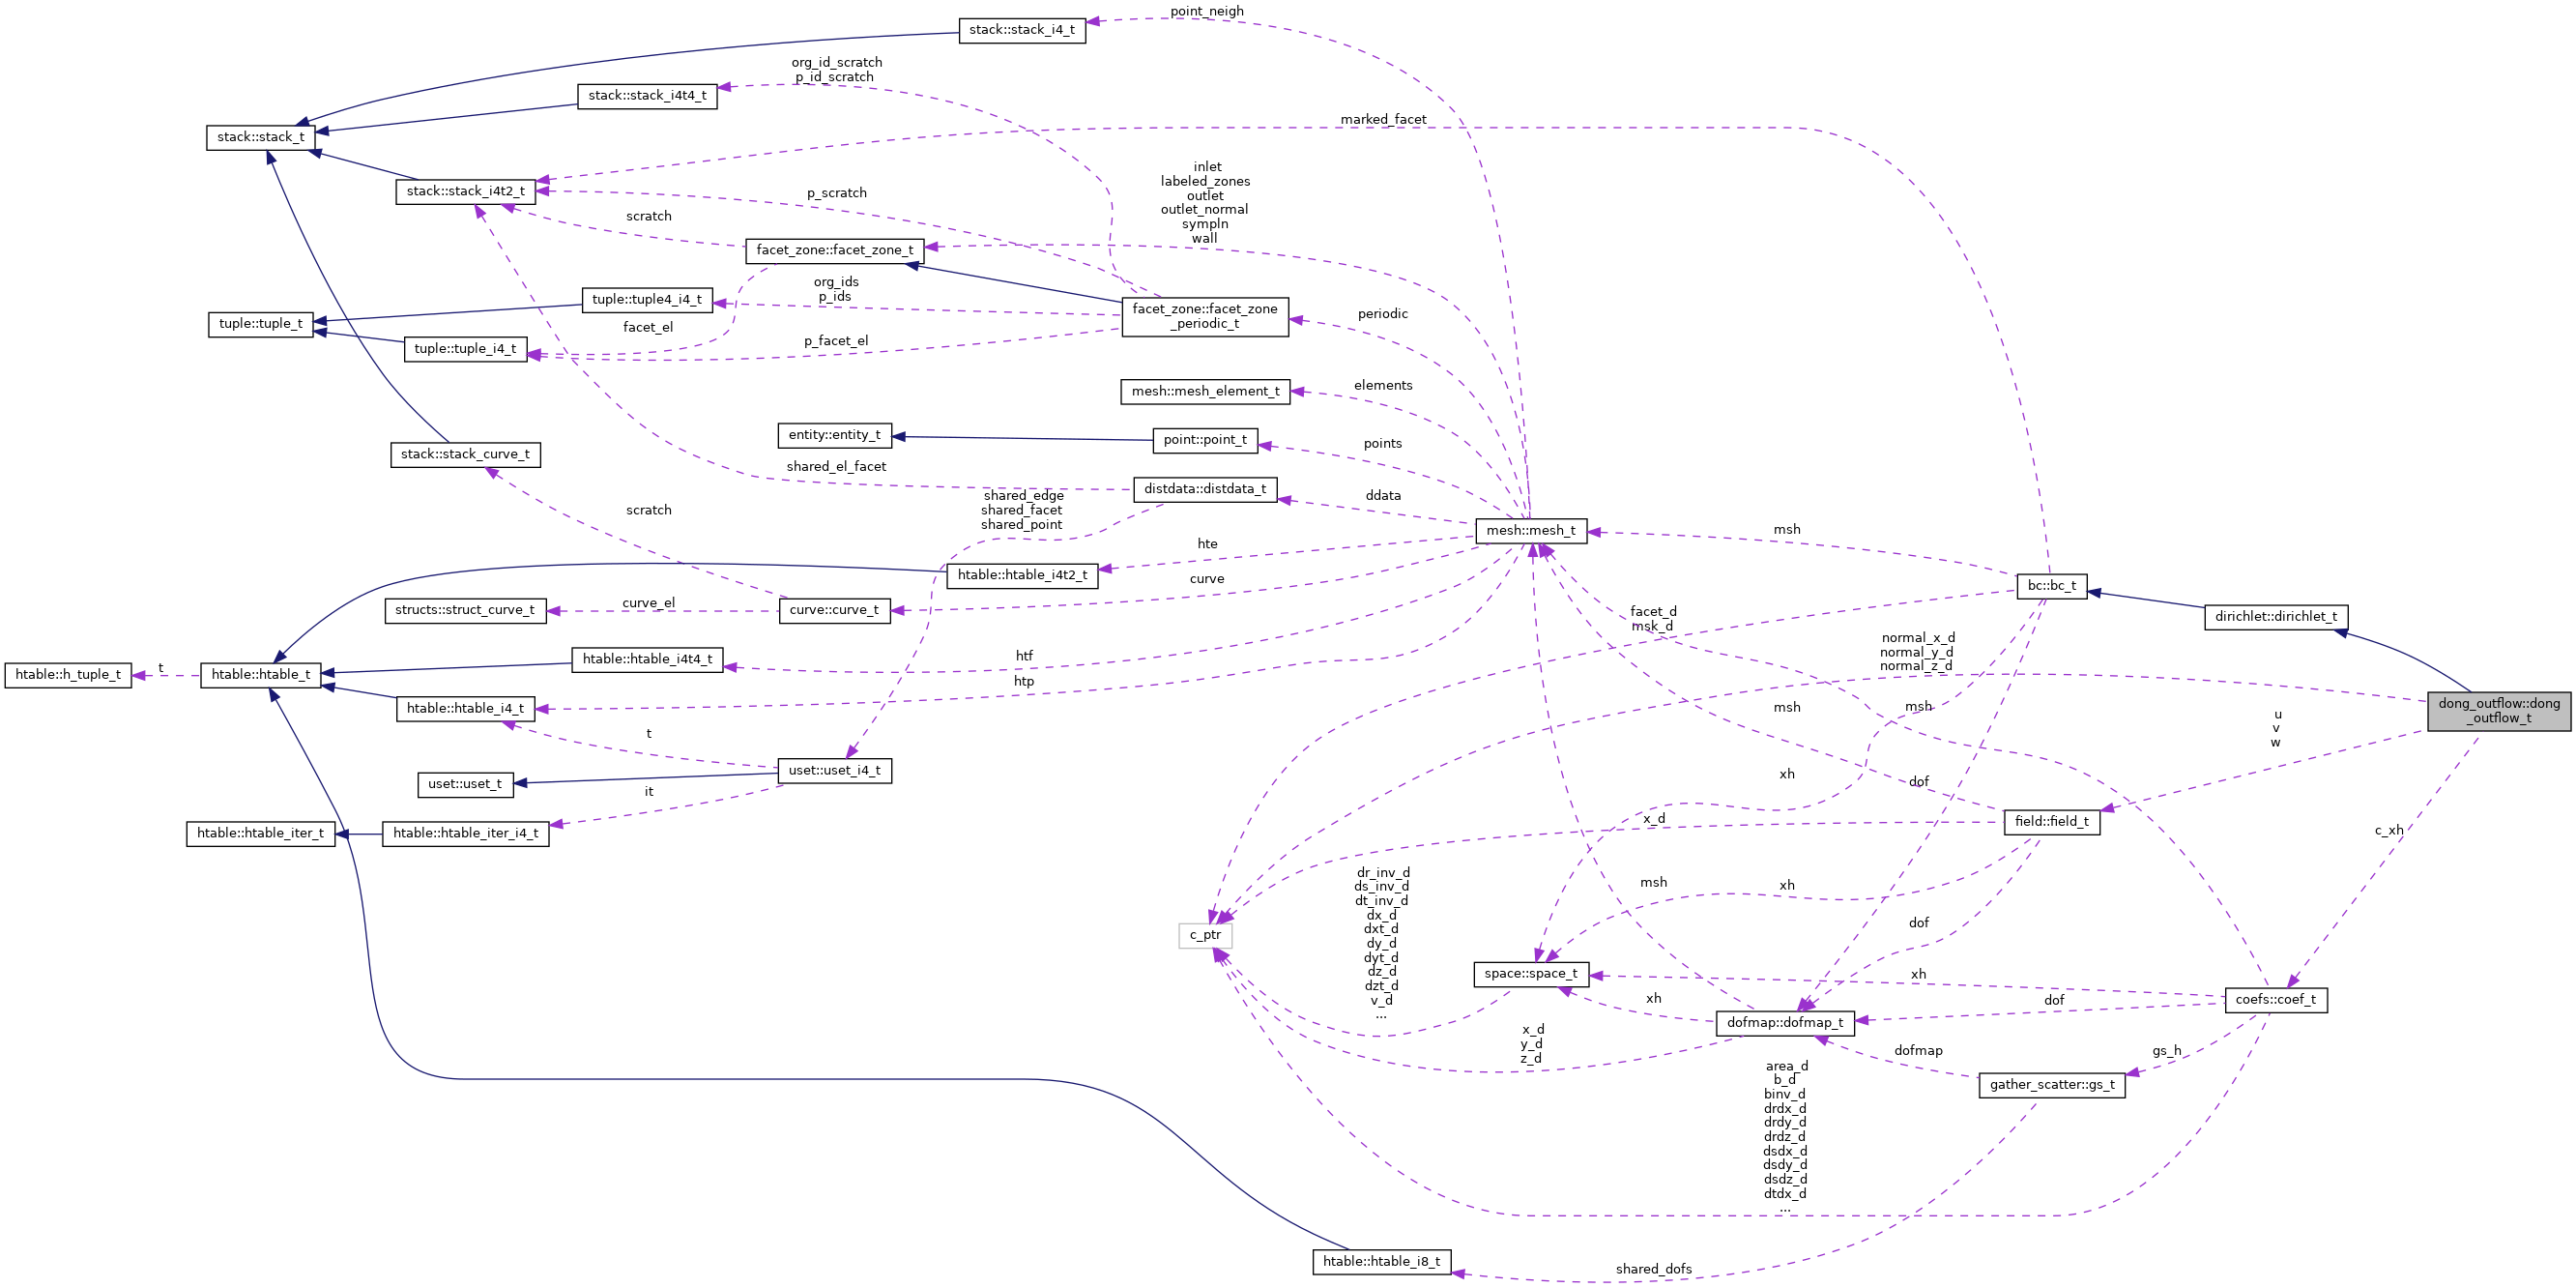 point_neigh
stack::stack_i4_t
org_id_scratch
p_id_scratch
stack::stack_i4t4_t
marked_facet
stack::stack_t
inlet
labeled_zones
outlet
outlet_normal
sympln
wall
stack::stack_i4t2_t
p_scratch
scratch
facet_zone::facet_zone_t
org_ids
p_ids
tuple::tuple4_i4_t
facet_zone::facet_zone
_periodic_t
periodic
tuple::tuple_t
facet_el
p_facet_el
tuple::tuple_i4_t
mesh::mesh_element_t
elements
entity::entity_t
point::point_t
points
stack::stack_curve_t
shared_el_facet
distdata::distdata_t
ddata
shared_edge
shared_facet
shared_point
scratch
mesh::mesh_t
msh
hte
htable::htable_i4t2_t
curve
bc::bc_t
structs::struct_curve_t
curve_el
curve::curve_t
facet_d
msk_d
dirichlet::dirichlet_t
normal_x_d
normal_y_d
normal_z_d
htable::h_tuple_t
t
htable::htable_t
htable::htable_i4t4_t
htf
htp
htable::htable_i4_t
msh
msh
dong_outflow::dong
_outflow_t
u
v
w
t
uset::uset_t
uset::uset_i4_t
xh
dof
it
htable::htable_iter_t
htable::htable_iter_i4_t
x_d
field::field_t
c_xh
dr_inv_d
ds_inv_d
dt_inv_d
dx_d
dxt_d
dy_d
dyt_d
dz_d
dzt_d
v_d
...
msh
xh
dof
c_ptr
space::space_t
xh
xh
dof
coefs::coef_t
dofmap::dofmap_t
x_d
y_d
z_d
dofmap
gs_h
gather_scatter::gs_t
area_d
b_d
binv_d
drdx_d
drdy_d
drdz_d
dsdx_d
dsdy_d
dsdz_d
dtdx_d
...
htable::htable_i8_t
shared_dofs